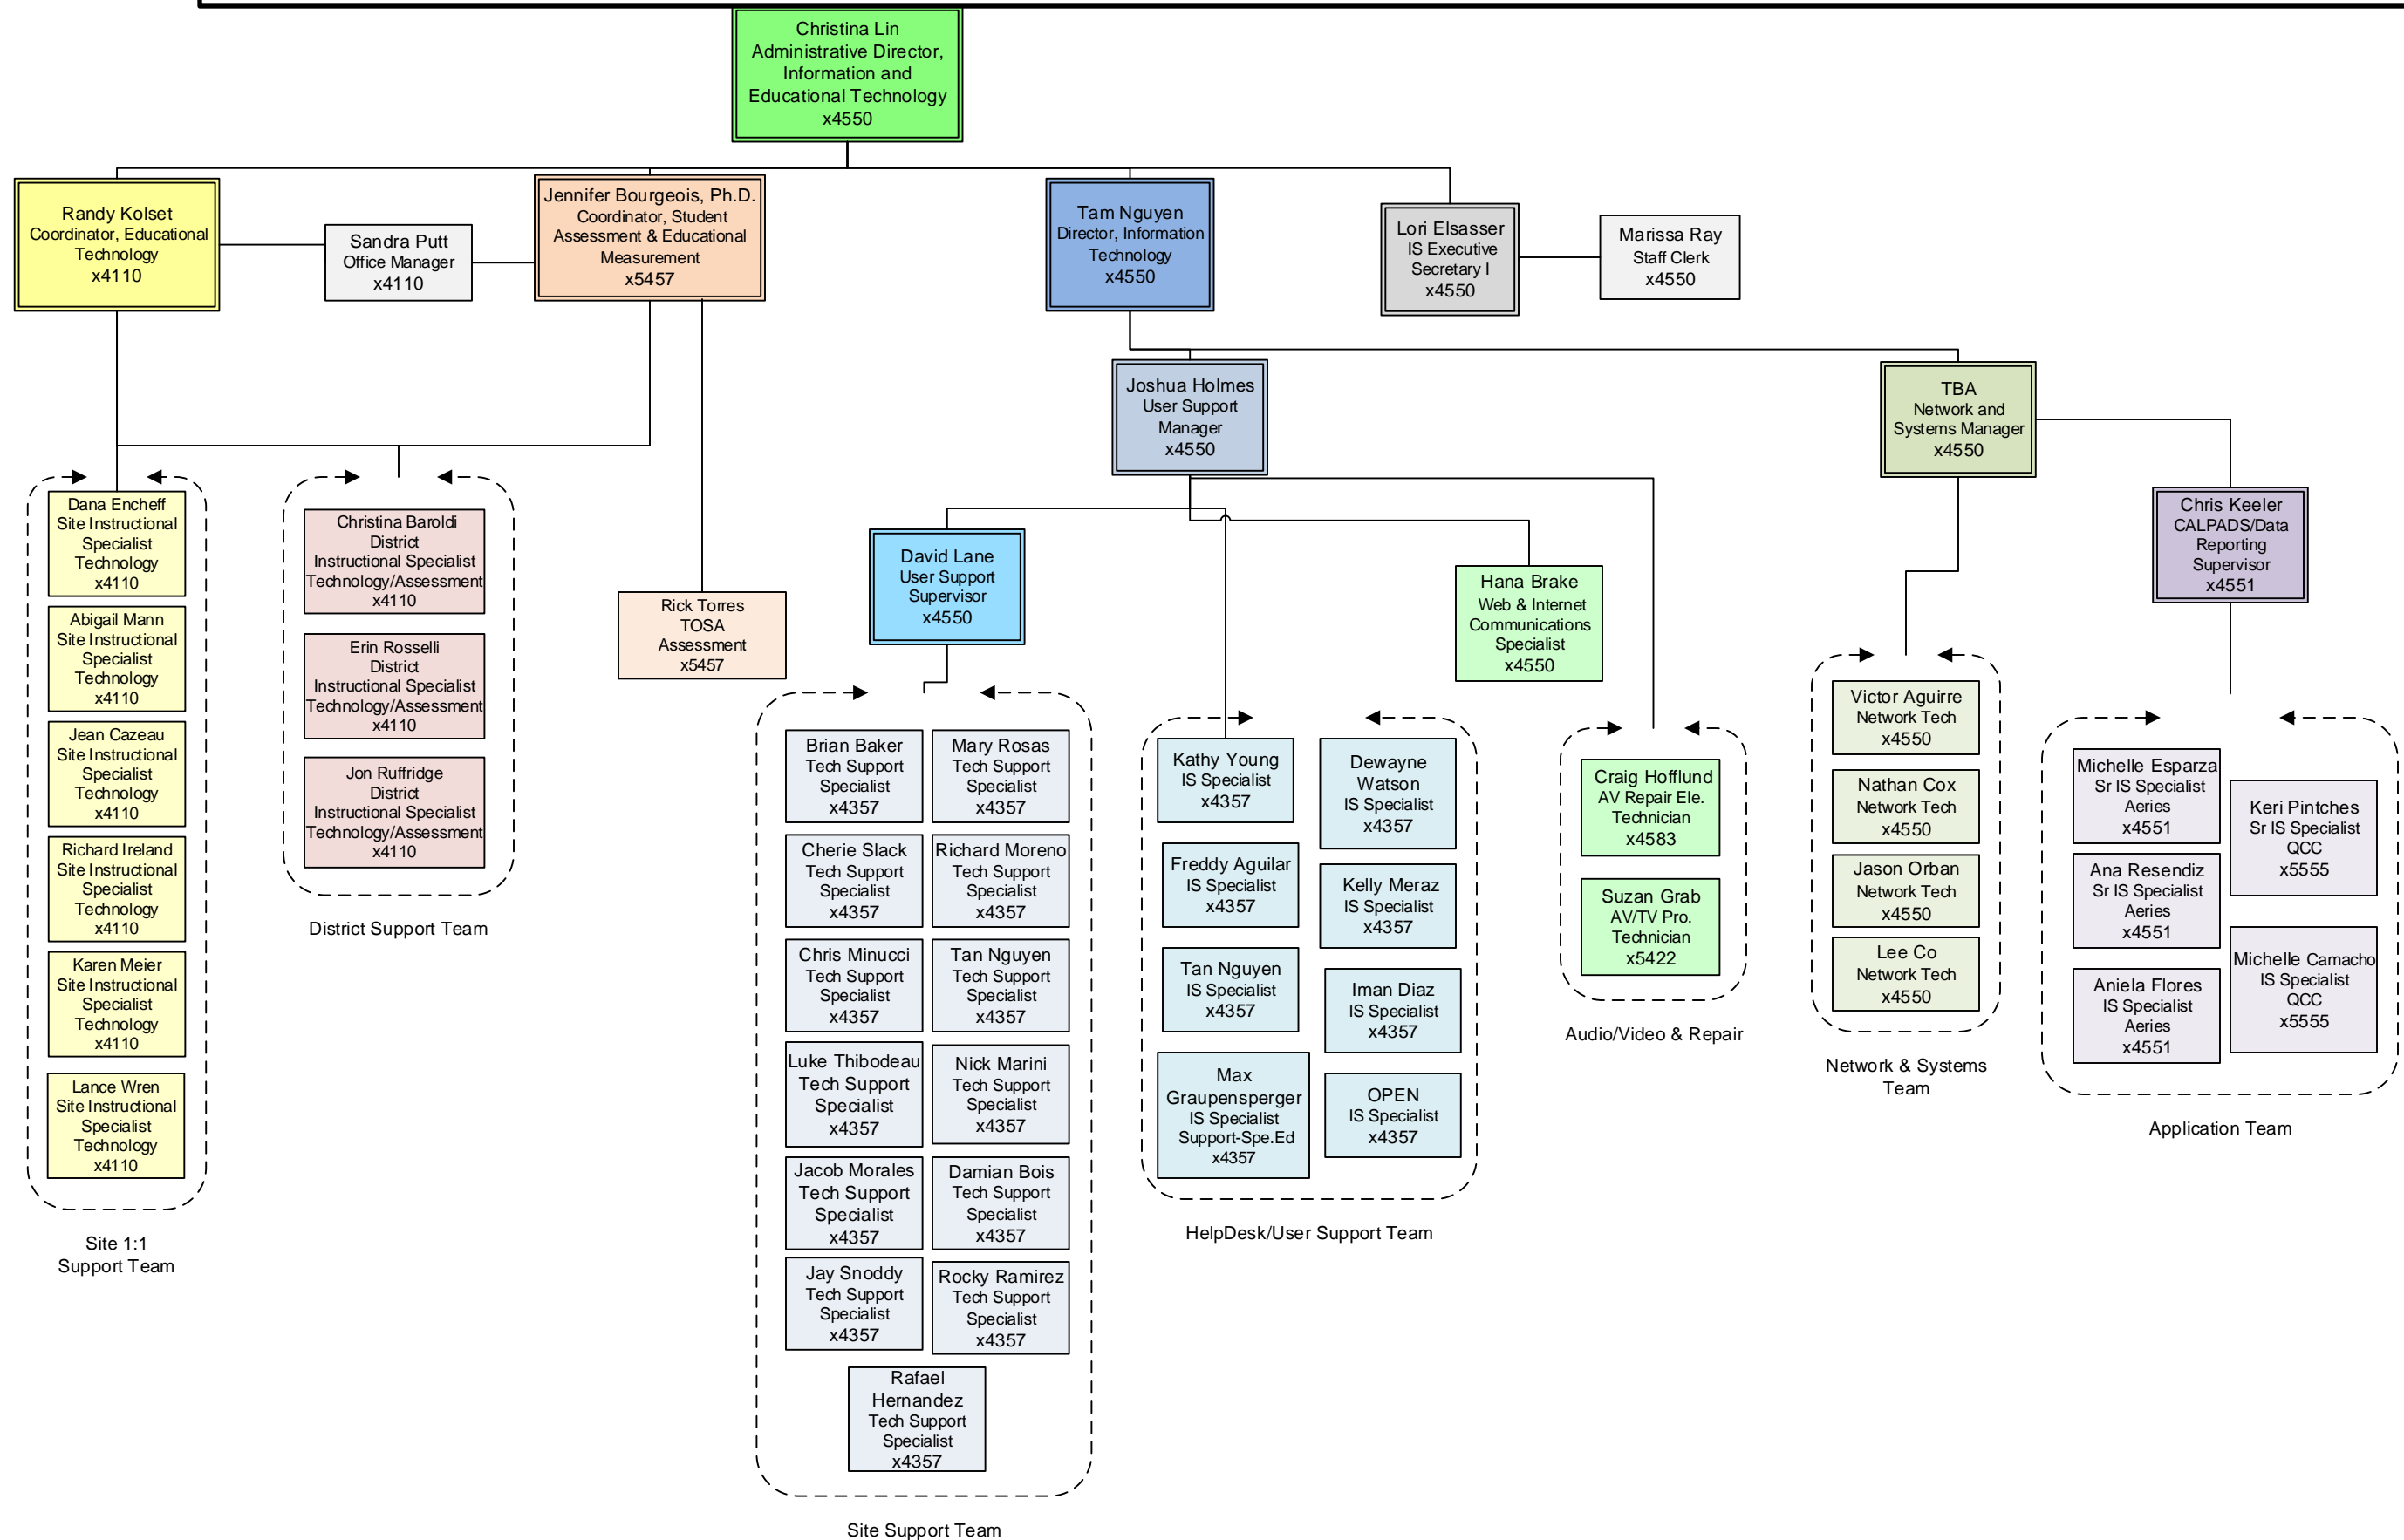 Christina Lin
Administrative Director,
Information and
Educational Technology
x4550
Randy Kolset
Coordinator, Educational
Technology
x4110
Sandra Putt
Office Manager
x4110
Jennifer Bourgeois, Ph.D.
Coordinator, Student
Assessment & Educational
Measurement
x5457
Tam Nguyen
Director, Information
Technology
x4550
Lori Elsasser
IS Executive
Secretary I
x4550
Marissa Ray
Staff Clerk
x4550
Joshua Holmes
User Support
Manager
x4550
TBA
Network and
Systems Manager
x4550
Chris Keeler
CALPADS/Data
Reporting
Supervisor
x4551
David Lane
User Support
Supervisor
x4550
Hana Brake
Web & Internet
Communications
Specialist
x4550
Rick Torres
TOSA
Assessment
x5457
Dana Encheff
Site Instructional
Specialist
Technology
x4110
Abigail Mann
Site Instructional
Specialist
Technology
x4110
Jean Cazeau
Site Instructional
Specialist
Technology
x4110
Richard Ireland
Site Instructional
Specialist
Technology
x4110
Karen Meier
Site Instructional
Specialist
Technology
x4110
Lance Wren
Site Instructional
Specialist
Technology
x4110
Site 1:1
Support Team
Christina Baroldi
District
Instructional Specialist
Technology/Assessment
x4110
Erin Rosselli
District
Instructional Specialist
Technology/Assessment
x4110
Jon Ruffridge
District
Instructional Specialist
Technology/Assessment
x4110
District Support Team
Brian Baker
Tech Support
Specialist
x4357
Mary Rosas
Tech Support
Specialist
x4357
Cherie Slack
Tech Support
Specialist
x4357
Richard Moreno
Tech Support
Specialist
x4357
Chris Minucci
Tech Support
Specialist
x4357
Tan Nguyen
Tech Support
Specialist
x4357
Luke Thibodeau
Tech Support
Specialist
x4357
Nick Marini
Tech Support
Specialist
x4357
Jacob Morales
Tech Support
Specialist
x4357
Damian Bois
Tech Support
Specialist
x4357
Jay Snoddy
Tech Support
Specialist
x4357
Rocky Ramirez
Tech Support
Specialist
x4357
Rafael
Hernandez
Tech Support
Specialist
x4357
Site Support Team
Kathy Young
IS Specialist
x4357
Dewayne
Watson
IS Specialist
x4357
Freddy Aguilar
IS Specialist
x4357
Kelly Meraz
IS Specialist
x4357
Tan Nguyen
IS Specialist
x4357
Iman Diaz
IS Specialist
x4357
Max
Graupensperger
IS Specialist
Support-Spe.Ed
x4357
OPEN
IS Specialist
x4357
HelpDesk/User Support Team
Craig Hofflund
AV Repair Ele.
Technician
x4583
Suzan Grab
AV/TV Pro.
Technician
x5422
Audio/Video & Repair
Victor Aguirre
Network Tech
x4550
Nathan Cox
Network Tech
x4550
Jason Orban
Network Tech
x4550
Lee Co
Network Tech
x4550
Network & Systems
Team
Michelle Esparza
Sr IS Specialist
Aeries
x4551
Keri Pintches
Sr IS Specialist
QCC
x5555
Ana Resendiz
Sr IS Specialist
Aeries
x4551
Michelle Camacho
IS Specialist
QCC
x5555
Aniela Flores
IS Specialist
Aeries
x4551
Application Team